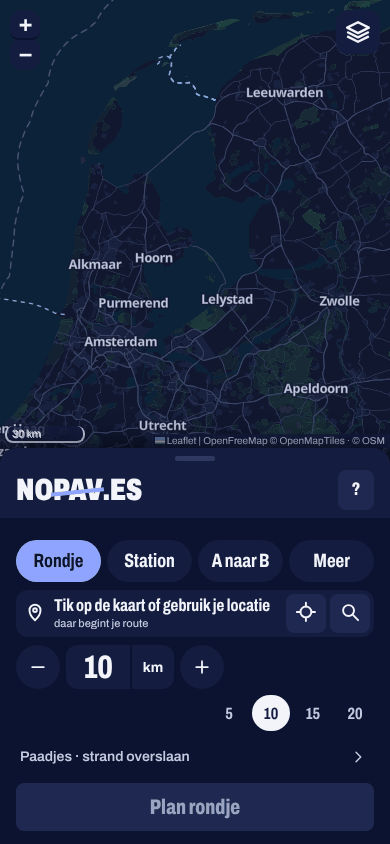 +
−
Leeuwarden
Alkmaar
Hoorn
Purmerend
Lelystad
Zwolle
Amsterdam
Apeldoorn
Utrecht
30 km
Leaflet | OpenFreeMap © OpenMapTiles · © OSM
NOPAV.ES
?
Rondje
Station
A naar B
Meer
Tik op de kaart of gebruik je locatie
daar begint je route
− 10 km +
5 10 15 20
Paadjes · strand overslaan
Plan rondje